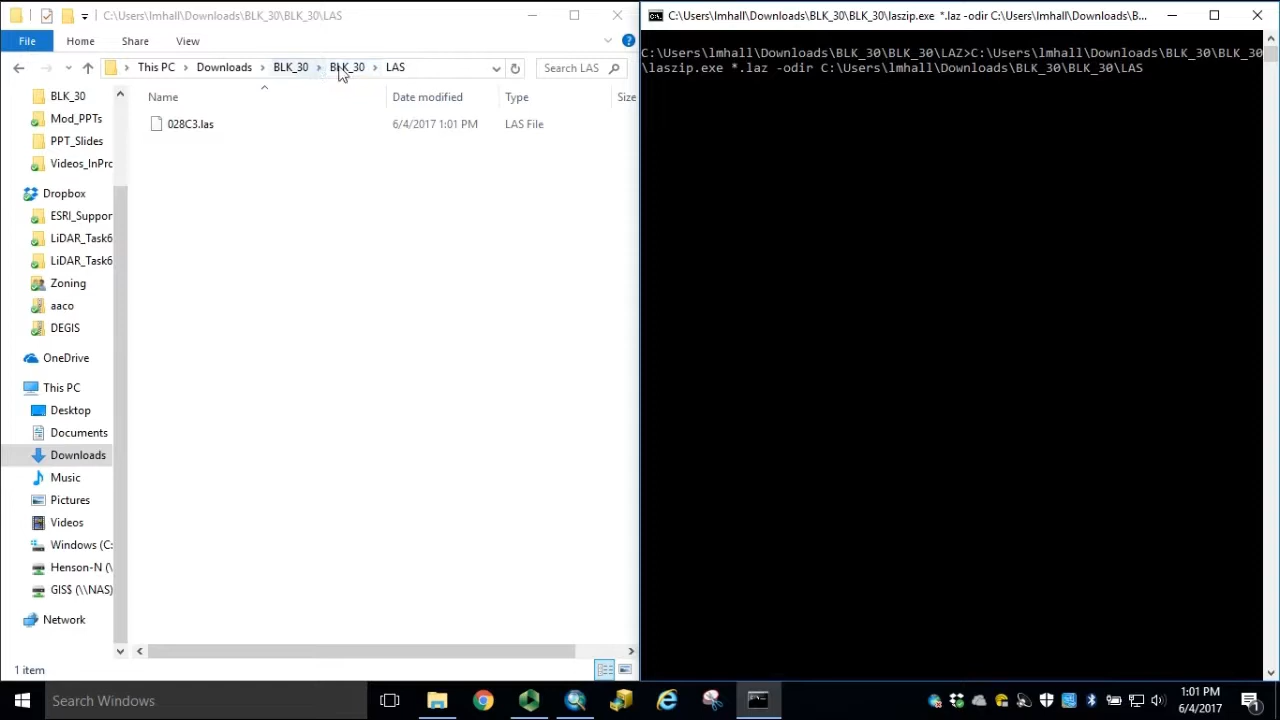 C:\Users\lmhall\Downloads\BLK_30\BLK_30\LAS
File Home Share View
This PC Downloads BLK_30 BLK_30 LAS
Search LAS
Name Date modified Type Size
028C3.las 6/4/2017 1:01 PM LAS File
BLK_30
Mod_PPTs
PPT_Slides
Videos_InPro
Dropbox
ESRI_Suppor
LiDAR_Task6
LiDAR_Task6
Zoning
aaco
DEGIS
OneDrive
This PC
Desktop
Documents
Downloads
Music
Pictures
Videos
Windows (C:
Henson-N (\
GIS$ (\\NAS)
Network
1 item
C:\Users\lmhall\Downloads\BLK_30\BLK_30\laszip.exe *.laz -odir C:\Users\lmhall\Downloads\B...
C:\Users\lmhall\Downloads\BLK_30\BLK_30\LAZ>C:\Users\lmhall\Downloads\BLK_30\BLK_30
\laszip.exe *.laz -odir C:\Users\lmhall\Downloads\BLK_30\BLK_30\LAS
Search Windows
1:01 PM
6/4/2017
1